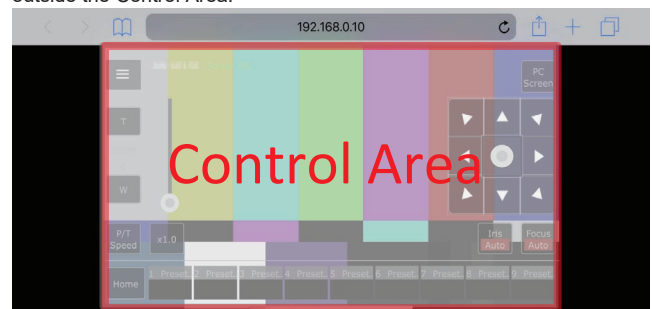 outside the Control Area.
192.168.0.10
PC
Screen
T
Control Area
W
P/T
Speed
x1.0
Iris
Auto
Focus
Auto
Home
1 Preset. 2 Preset. 3 Preset. 4 Preset. 5 Preset. 6 Preset. 7 Preset. 8 Preset. 9 Preset.